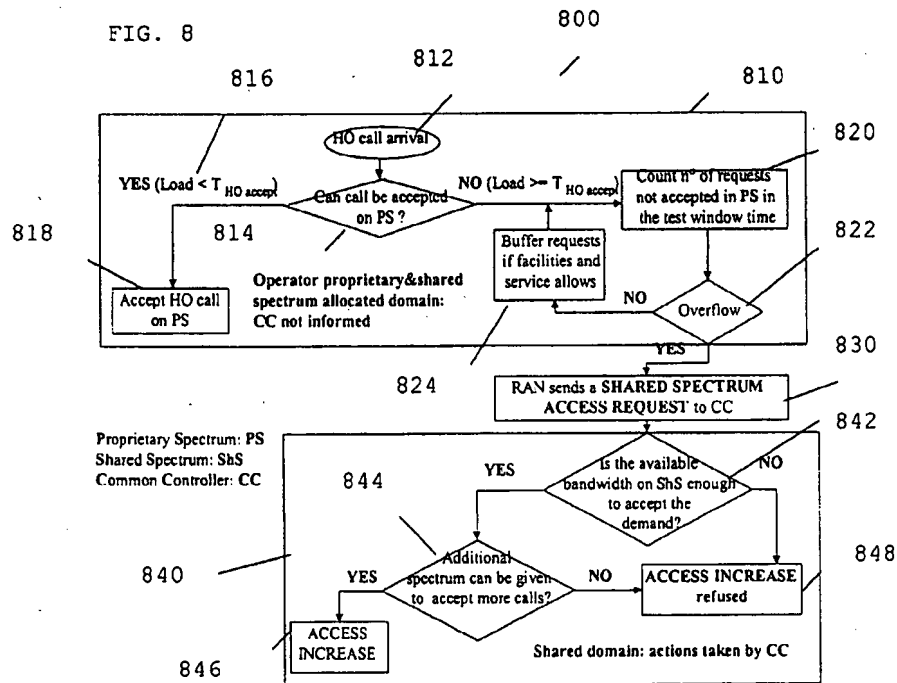 FIG. 8
800
812
816
810
820
HO call arrival
YES (Load < T HO accept)
NO (Load >= T HO accept)
Can call be accepted
on PS ?
Count n° of requests
not accepted in PS in
the test window time
818
814
822
Buffer requests
if facilities and
service allows
Operator proprietary&shared
spectrum allocated domain:
CC not informed
Accept HO call
on PS
NO
Overflow
YES
824
830
RAN sends a SHARED SPECTRUM
ACCESS REQUEST to CC
842
Proprietary Spectrum: PS
Shared Spectrum: ShS
Common Controller: CC
844
YES
Is the available
bandwidth on ShS enough
to accept the
demand?
NO
840
YES
Additional
spectrum can be given
to accept more calls?
NO
ACCESS INCREASE
refused
848
ACCESS
INCREASE
846
Shared domain: actions taken by CC